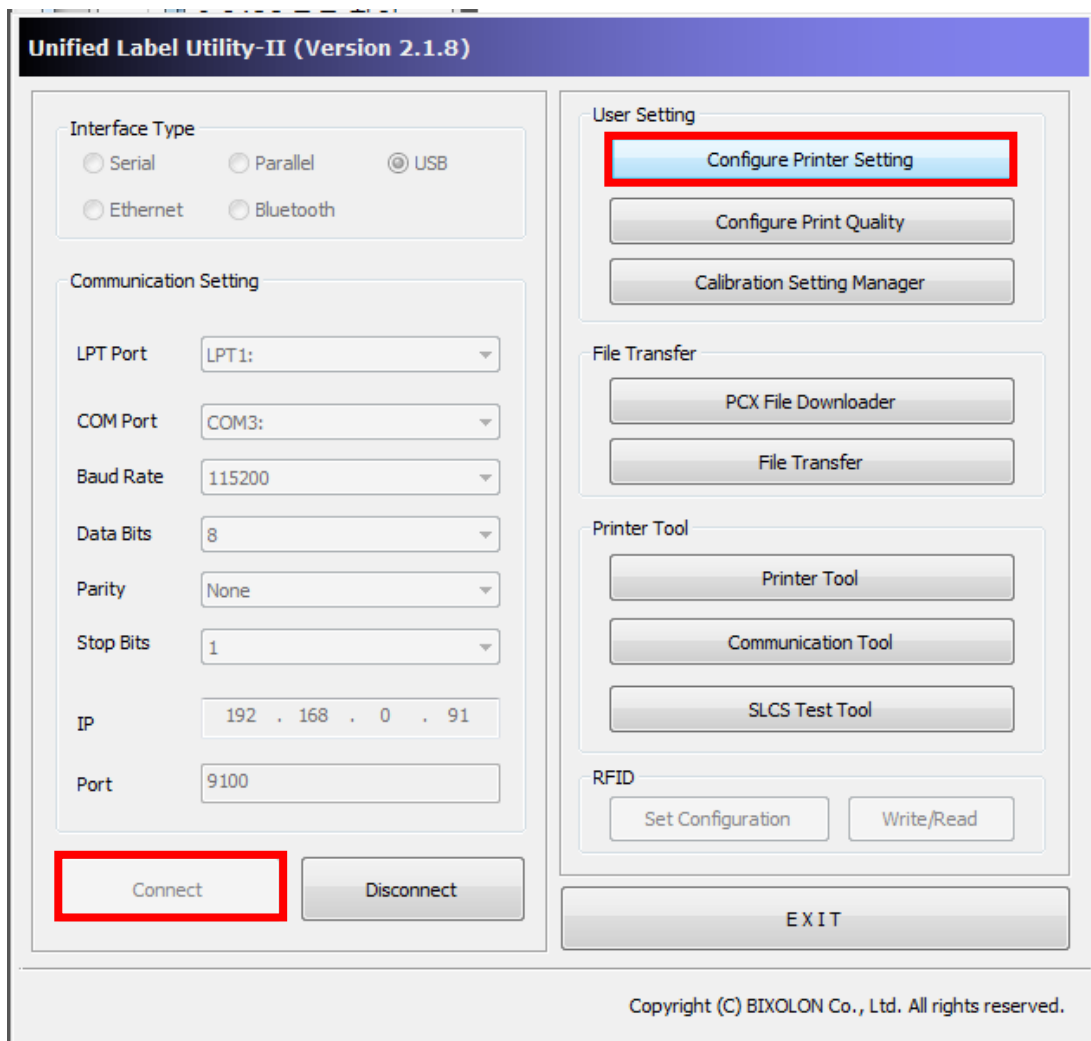 Unified Label Utility-II (Version 2.1.8)
Interface Type
Serial
Parallel
USB
Ethernet
Bluetooth
Communication Setting
LPT Port
LPT1:
COM Port
COM3:
Baud Rate
115200
Data Bits
8
Parity
None
Stop Bits
1
IP
192 . 168 . 0 . 91
Port
9100
Connect
Disconnect
User Setting
Configure Printer Setting
Configure Print Quality
Calibration Setting Manager
File Transfer
PCX File Downloader
File Transfer
Printer Tool
Printer Tool
Communication Tool
SLCS Test Tool
RFID
Set Configuration
Write/Read
EXIT
Copyright (C) BIXOLON Co., Ltd. All rights reserved.